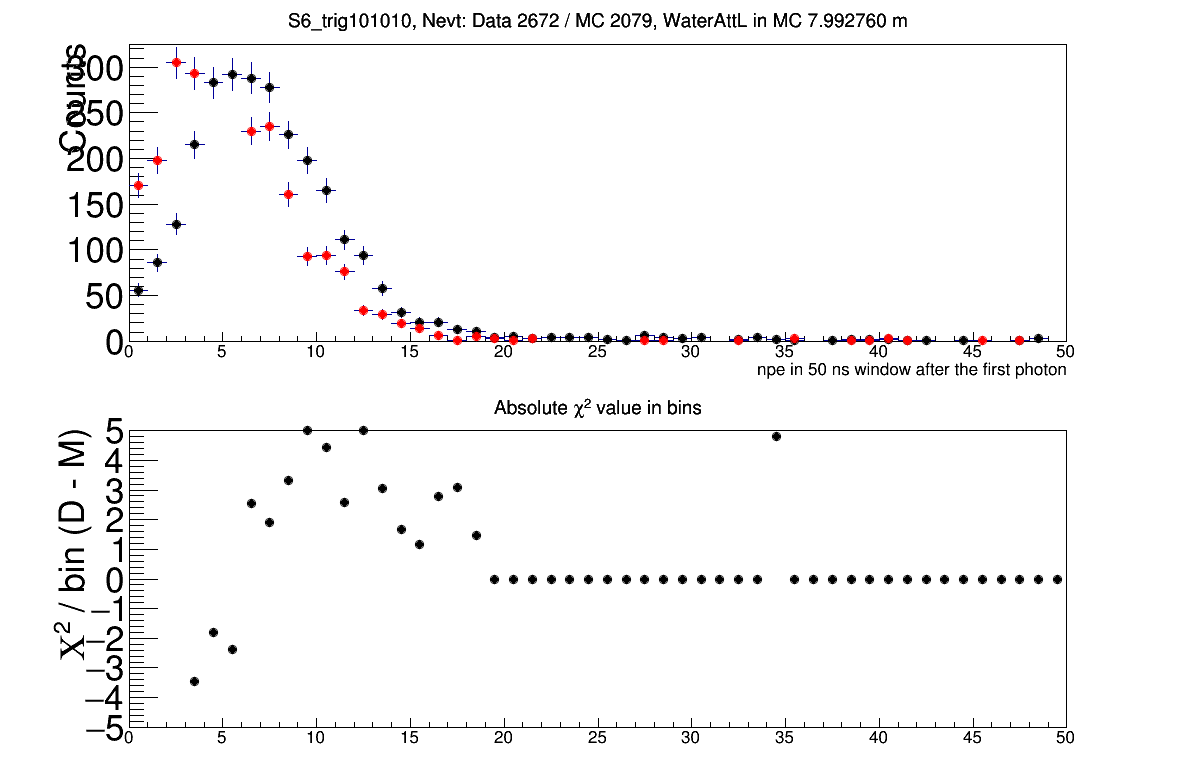 S6_trig101010, Nevt: Data 2672 / MC 2079, WaterAttL in MC 7.992760 m
Counts
300
250
200
150
100
50
0
0 5 10 15 20 25 30 35 40 45 50
npe in 50 ns window after the first photon
Absolute χ² value in bins
X² / bin (D - M)
5
4
3
2
1
0
−1
−2
−3
−4
−5
0 5 10 15 20 25 30 35 40 45 50